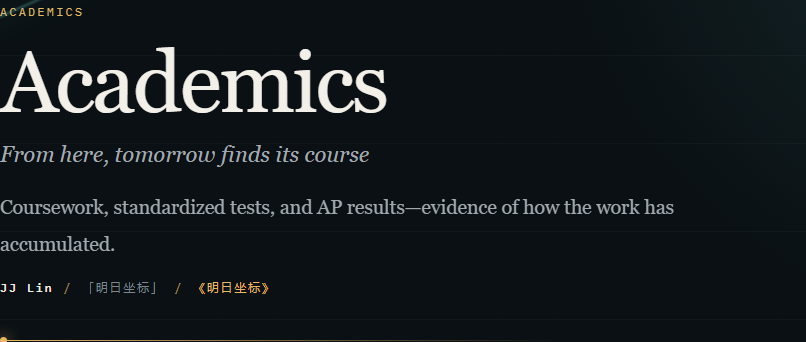 ACADEMICS
Academics
From here, tomorrow finds its course
Coursework, standardized tests, and AP results—evidence of how the work has
accumulated.
JJ Lin / 「明日坐标」 / 《明日坐标》